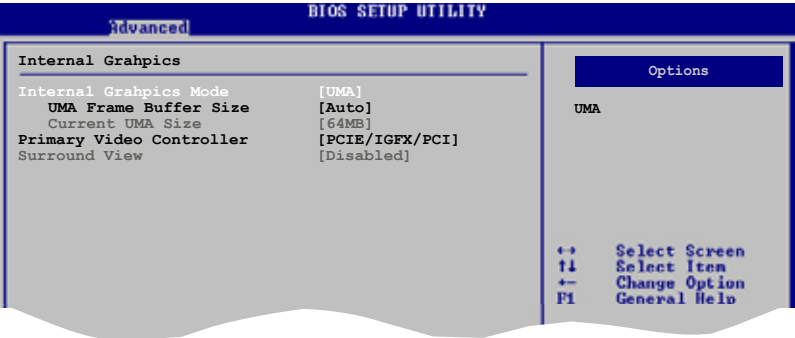 BIOS SETUP UTILITY
Advanced
Internal Grahpics
Internal Grahpics Mode [UMA]
UMA Frame Buffer Size [Auto]
Current UMA Size [64MB]
Primary Video Controller [PCIE/IGFX/PCI]
Surround View [Disabled]
Options
UMA
←→ Select Screen
↑↓ Select Item
+- Change Option
F1 General Help